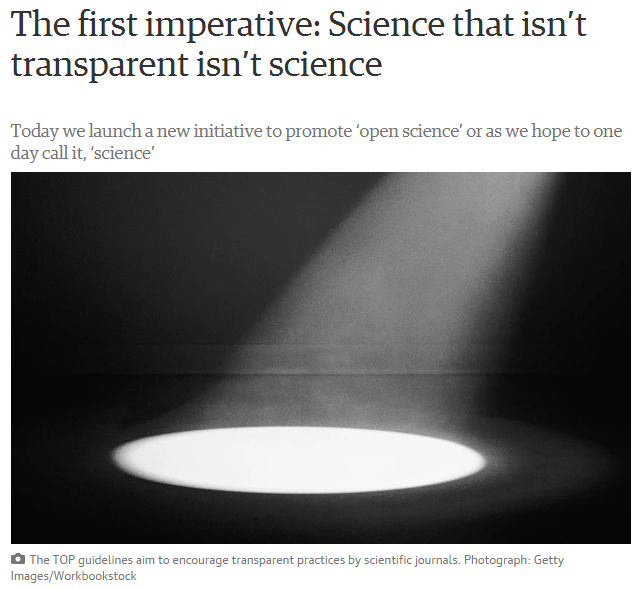 The first imperative: Science that isn’t
transparent isn’t science
Today we launch a new initiative to promote ‘open science’ or as we hope to one
day call it, ‘science’
The TOP guidelines aim to encourage transparent practices by scientific journals. Photograph: Getty
Images/Workbookstock